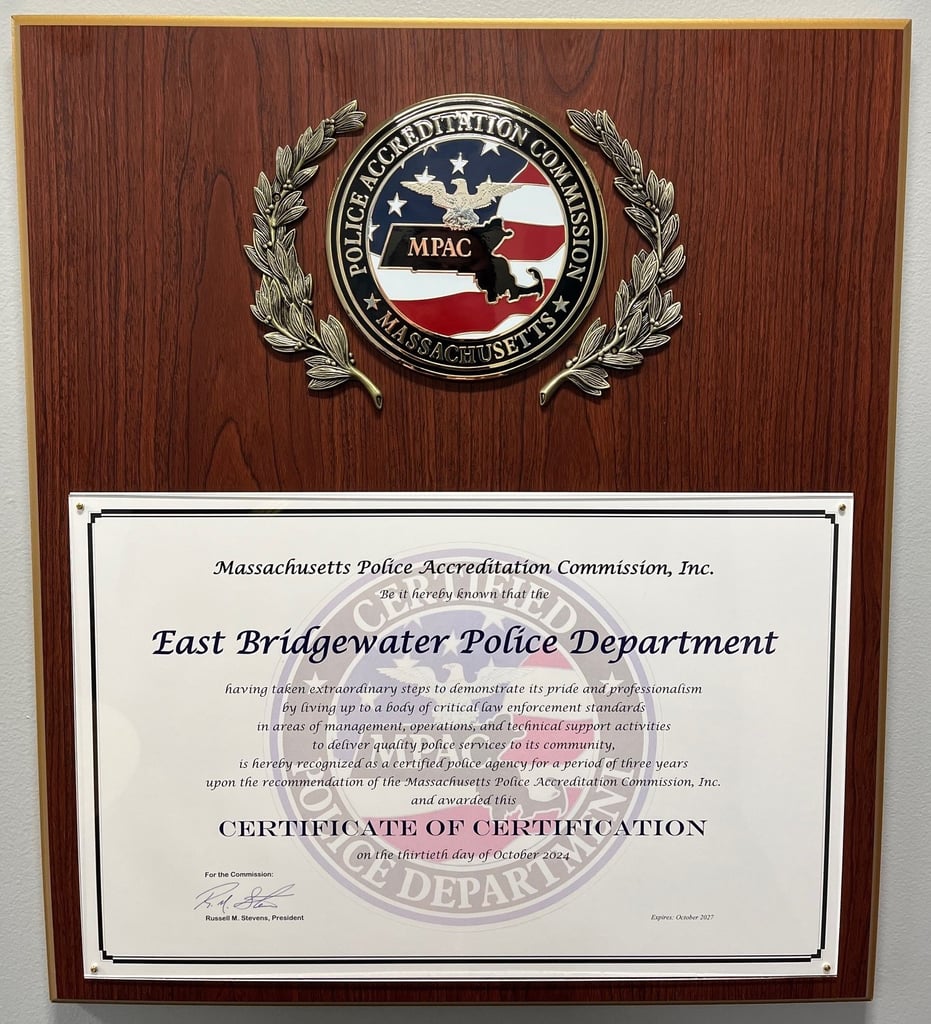 POLICE ACCREDITATION COMMISSION
MPAC
MASSACHUSETTS
Massachusetts Police Accreditation Commission, Inc.
Be it hereby known that the
East Bridgewater Police Department
having taken extraordinary steps to demonstrate its pride and professionalism
by living up to a body of critical law enforcement standards
in areas of management, operations, and technical support activities
to deliver quality police services to its community,
is hereby recognized as a certified police agency for a period of three years
upon the recommendation of the Massachusetts Police Accreditation Commission, Inc.
and awarded this
CERTIFICATE OF CERTIFICATION
on the thirtieth day of October 2024
For the Commission:
Russell M. Stevens, President
Expires: October 2027
CERTIFIED
MPAC
POLICE DEPARTMENT